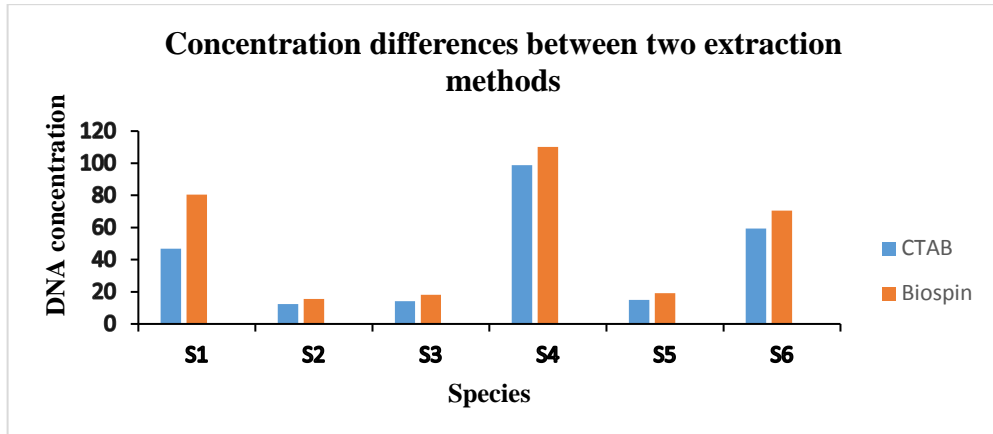 Concentration differences between two extraction
methods
DNA concentration
120
100
80
60
40
20
0
S1 S2 S3 S4 S5 S6
Species
CTAB
Biospin